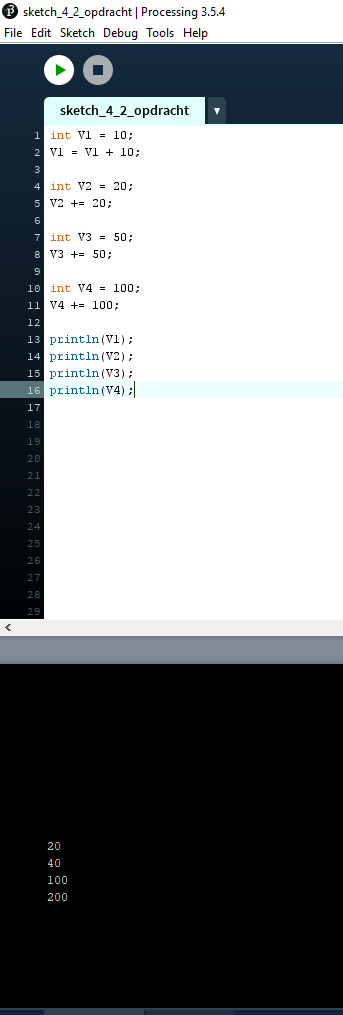 sketch_4_2_opdracht | Processing 3.5.4
File Edit Sketch Debug Tools Help
sketch_4_2_opdracht ▼
1 int V1 = 10;
2 V1 = V1 + 10;
3
4 int V2 = 20;
5 V2 += 20;
6
7 int V3 = 50;
8 V3 += 50;
9
10 int V4 = 100;
11 V4 += 100;
12
13 println(V1);
14 println(V2);
15 println(V3);
16 println(V4);
17
18
19
20
21
22
23
24
25
26
27
28
29
20
40
100
200